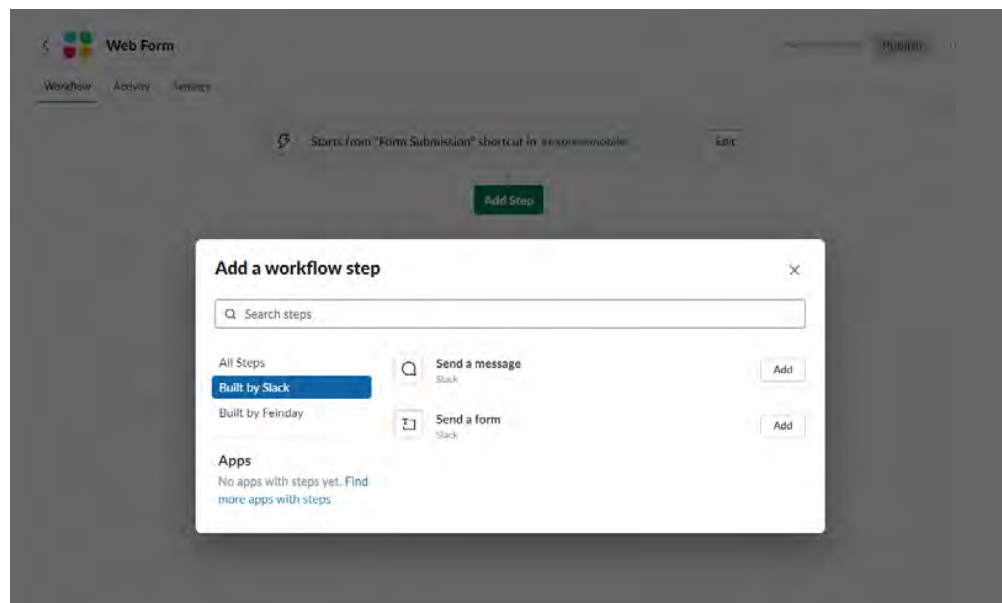 Web Form
Publish
Workflow Activity Settings
Starts from "Form Submission" shortcut in
Edit
Add Step
Add a workflow step
Search steps
All Steps
Built by Slack
Built by Feinday
Apps
No apps with steps yet. Find
more apps with steps
Send a message
Slack
Add
Send a form
Slack
Add